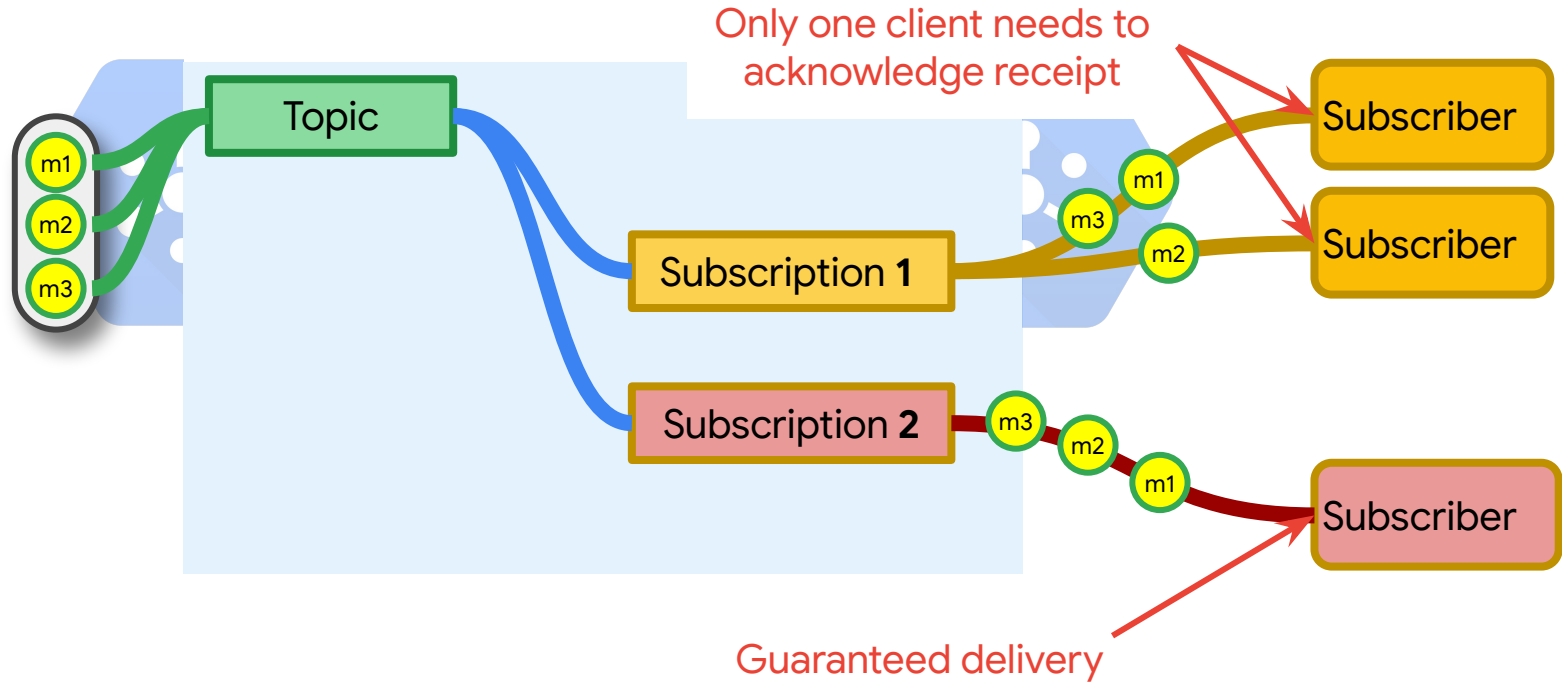 Only one client needs to
acknowledge receipt
Topic
Subscriber
m1
m2
m3
m1
m3
m2
Subscriber
Subscription 1
Subscription 2
m3
m2
m1
Subscriber
Guaranteed delivery